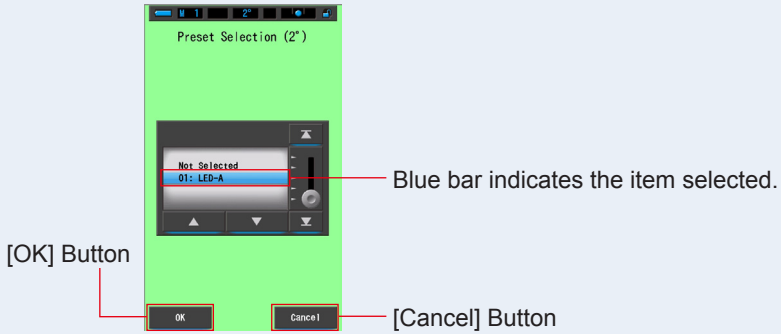 M 1 2°
Preset Selection (2°)
Not Selected
01: LED-A
Blue bar indicates the item selected.
[OK] Button
OK
Cancel
[Cancel] Button